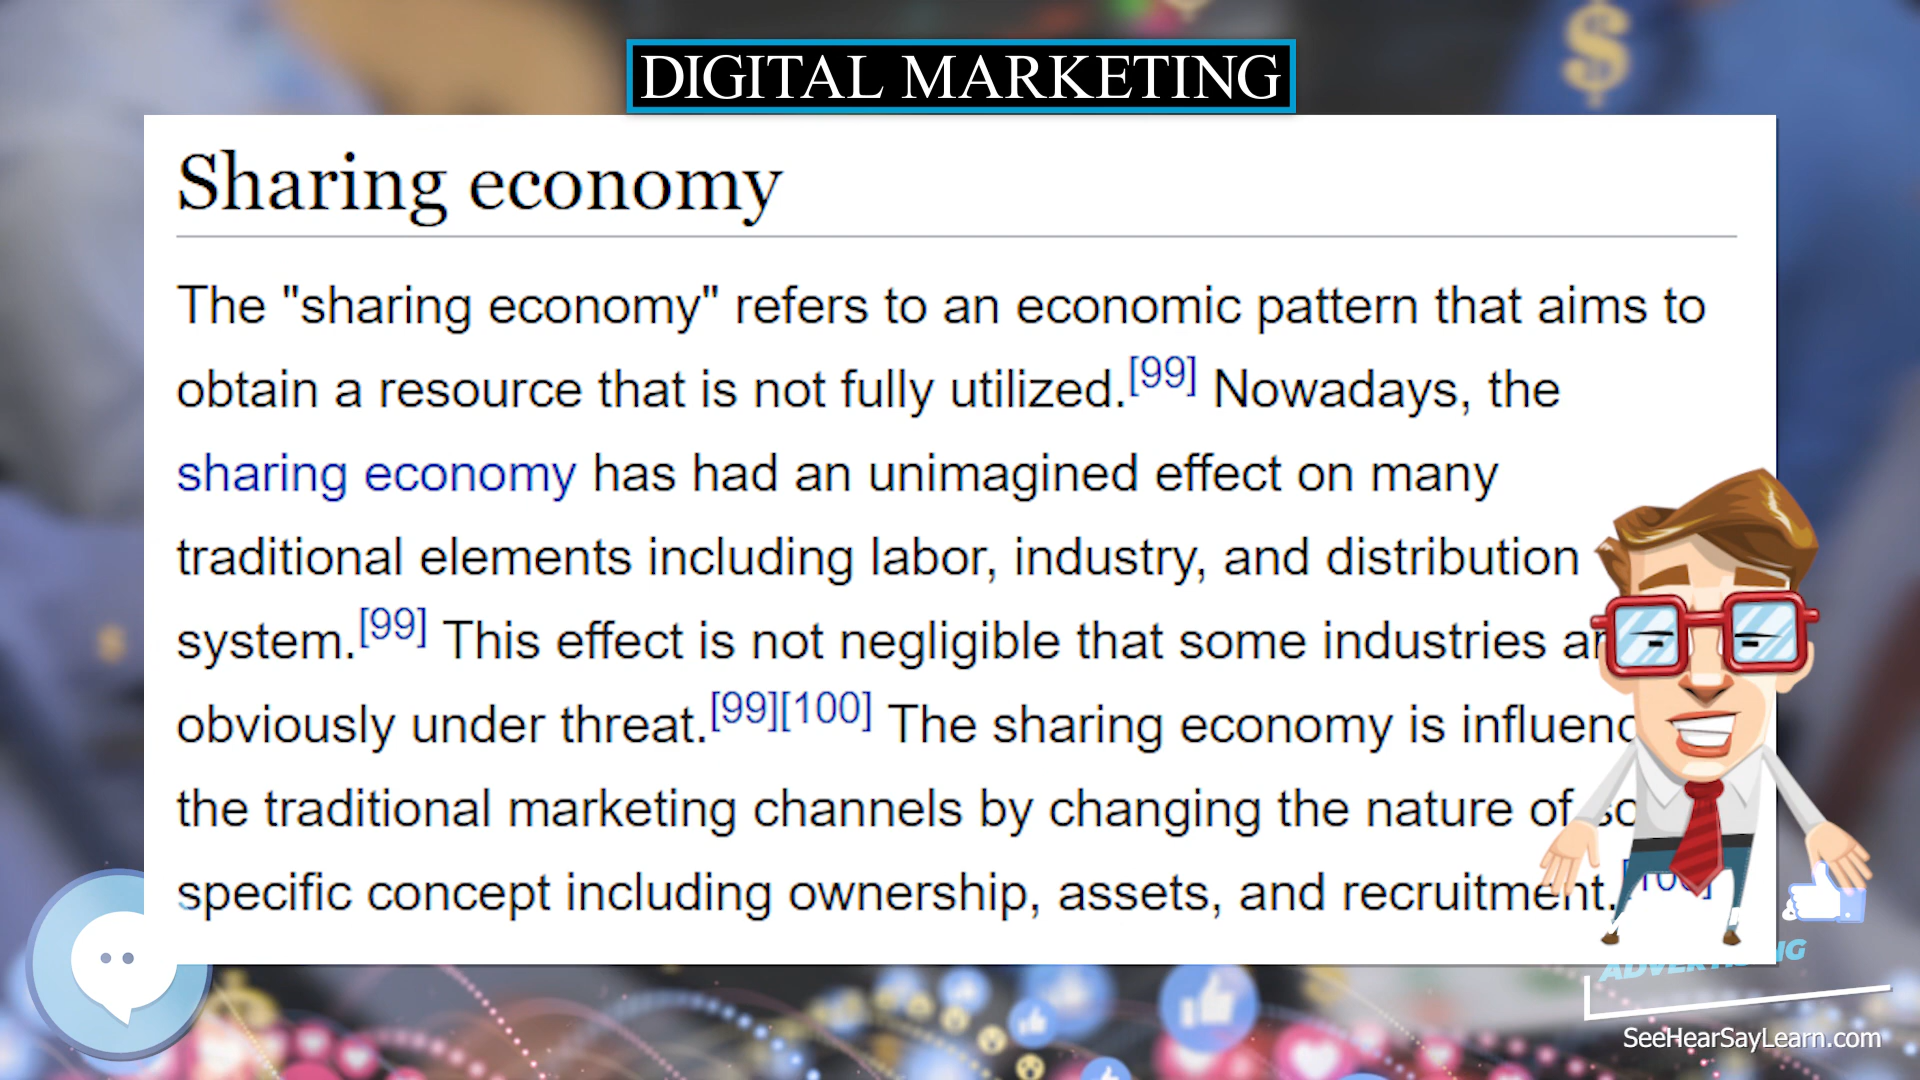 DIGITAL MARKETING
Sharing economy
The "sharing economy" refers to an economic pattern that aims to
obtain a resource that is not fully utilized.[99] Nowadays, the
sharing economy has had an unimagined effect on many
traditional elements including labor, industry, and distribution
system.[99] This effect is not negligible that some industries
obviously under threat.[99][100] The sharing economy is
the traditional marketing channels by changing the nature of
specific concept including ownership, assets, and recruitment.
SeeHearSayLearn.com